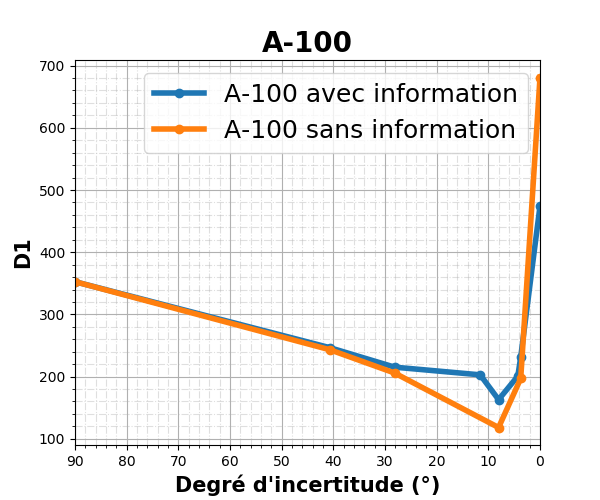 A-100
A-100 avec information
A-100 sans information
D1
700
600
500
400
300
200
100
90 80 70 60 50 40 30 20 10 0
Degré d'incertitude (°)